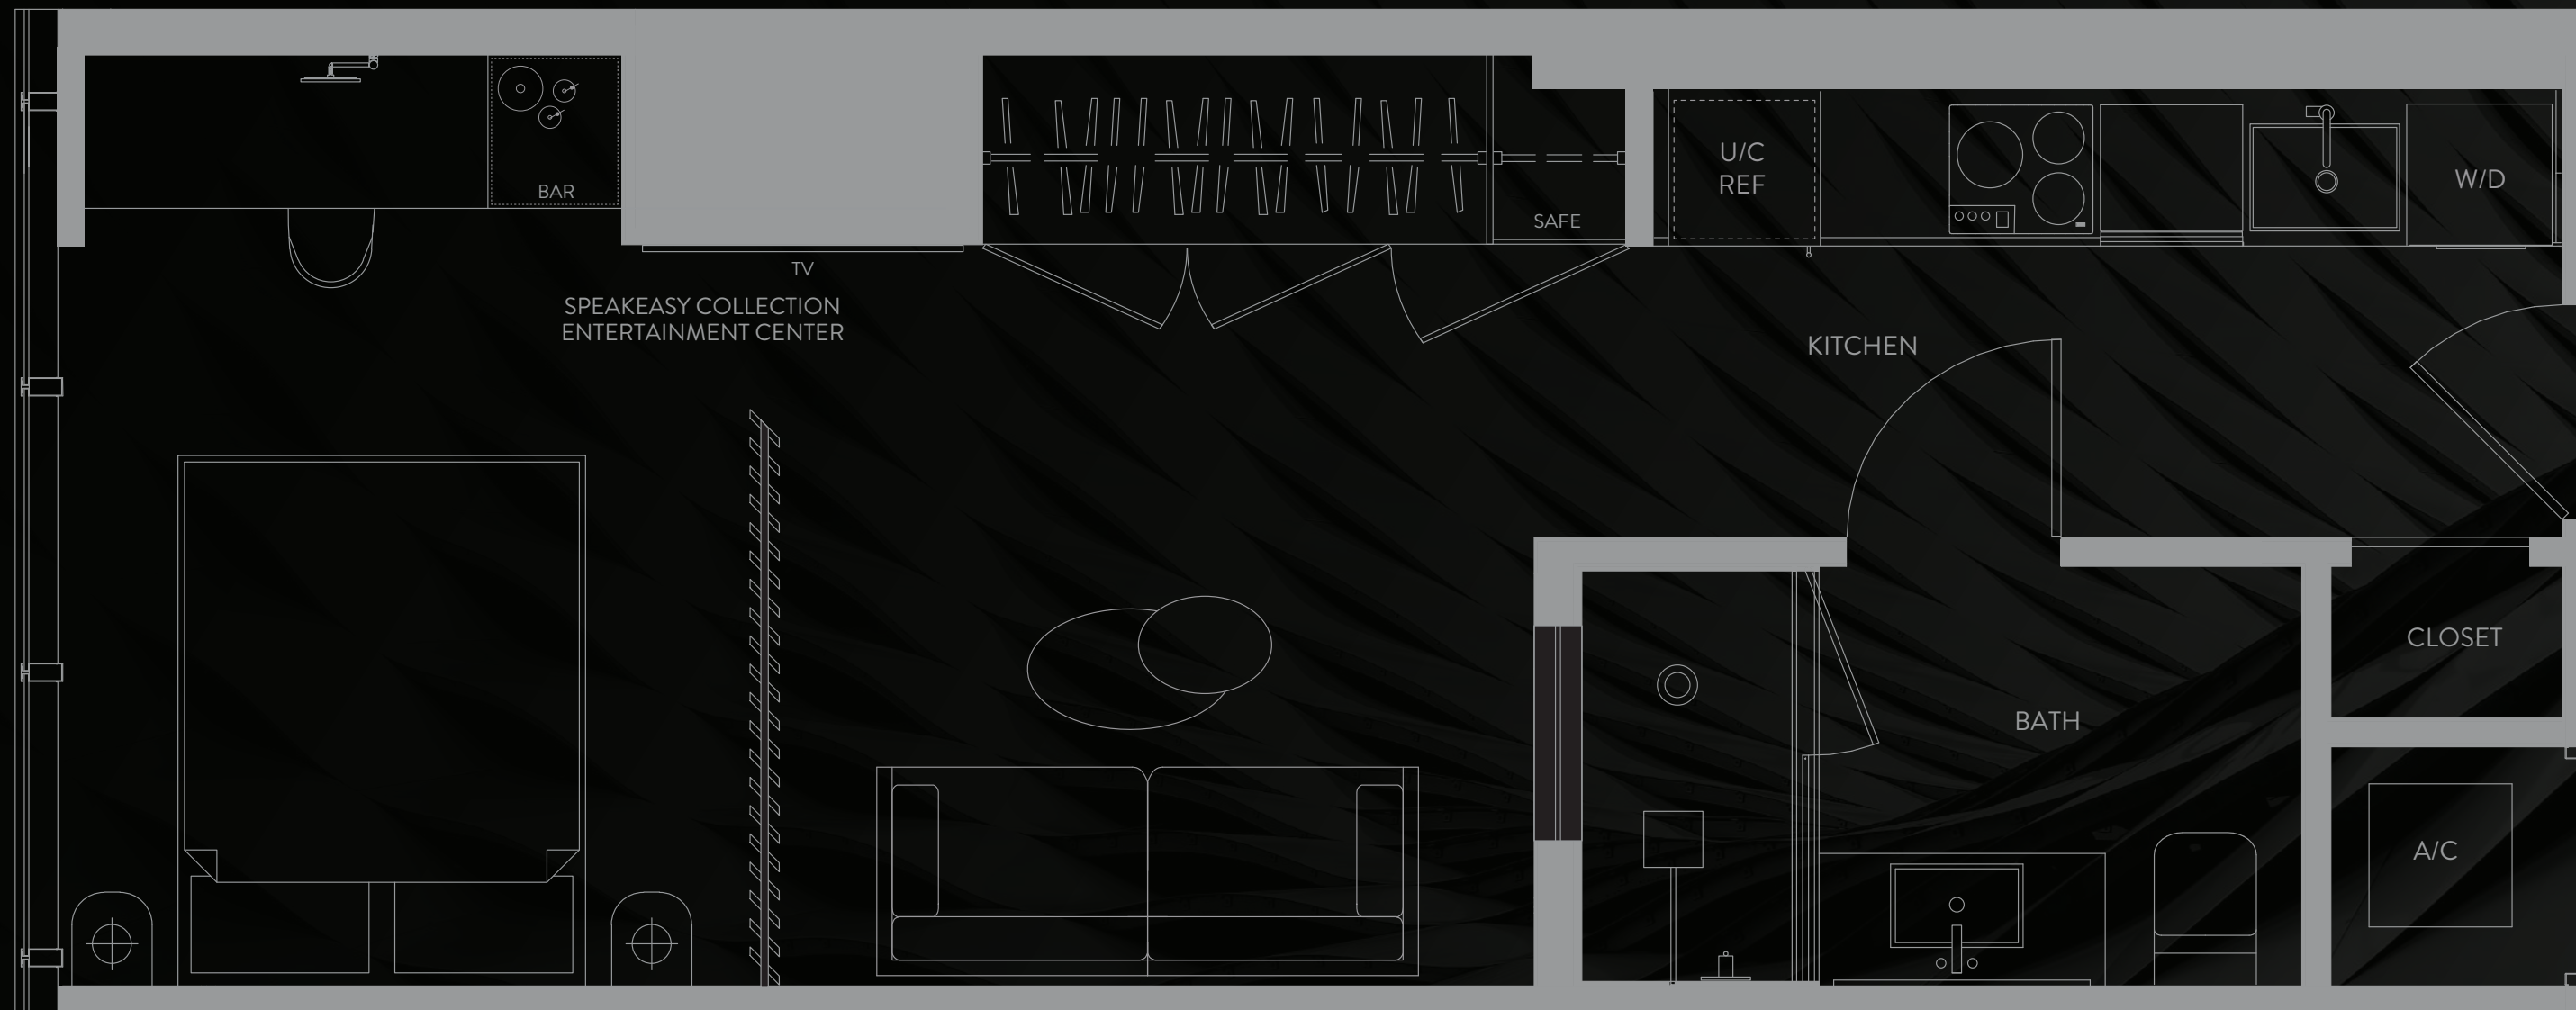 BAR
TV
SPEAKEASY COLLECTION
ENTERTAINMENT CENTER
SAFE
U/C
REF
W/D
KITCHEN
CLOSET
BATH
A/C